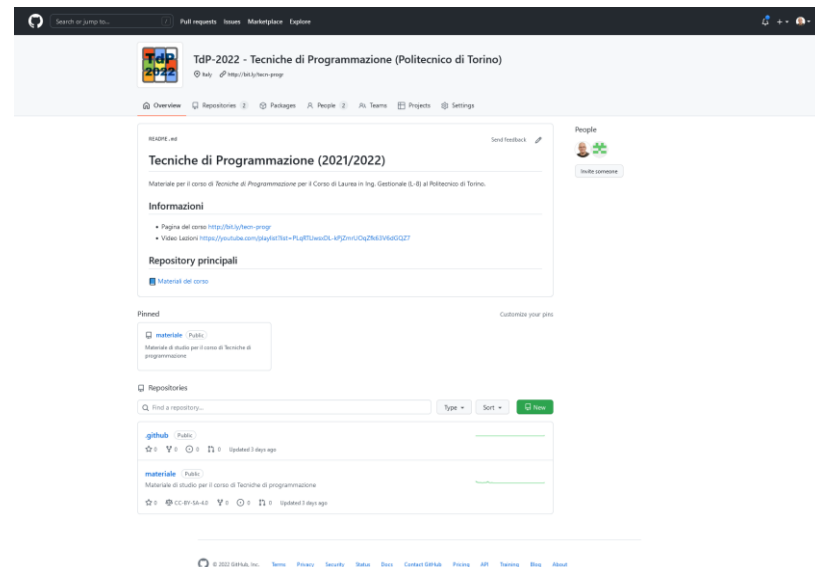 Search or jump to...
/
Pull requests Issues Marketplace Explore
TdP
2022
TdP-2022 - Tecniche di Programmazione (Politecnico di Torino)
Italy http://bit.ly/tecn-progr
Overview Repositories 2 Packages People 2 Teams Projects Settings
README.md
Send feedback
Tecniche di Programmazione (2021/2022)
Materiale per il corso di Tecniche di Programmazione per il Corso di Laurea in Ing. Gestionale (L-8) al Politecnico di Torino.
Informazioni
• Pagina del corso http://bit.ly/tecn-progr
• Video Lezioni
Repository principali
Materiali del corso
People
Invite someone
Pinned
Customize your pins
materiale Public
Materiale di studio per il corso di Tecniche di
programmazione
Repositories
Find a repository...
Type Sort New
.github Public
0 0 0 0 Updated 3 days ago
materiale Public
Materiale di studio per il corso di Tecniche di programmazione
0 CC-BY-SA-4.0 0 0 0 Updated 3 days ago
© 2022 GitHub, Inc. Terms Privacy Security Status Docs Contact GitHub Pricing API Training Blog About